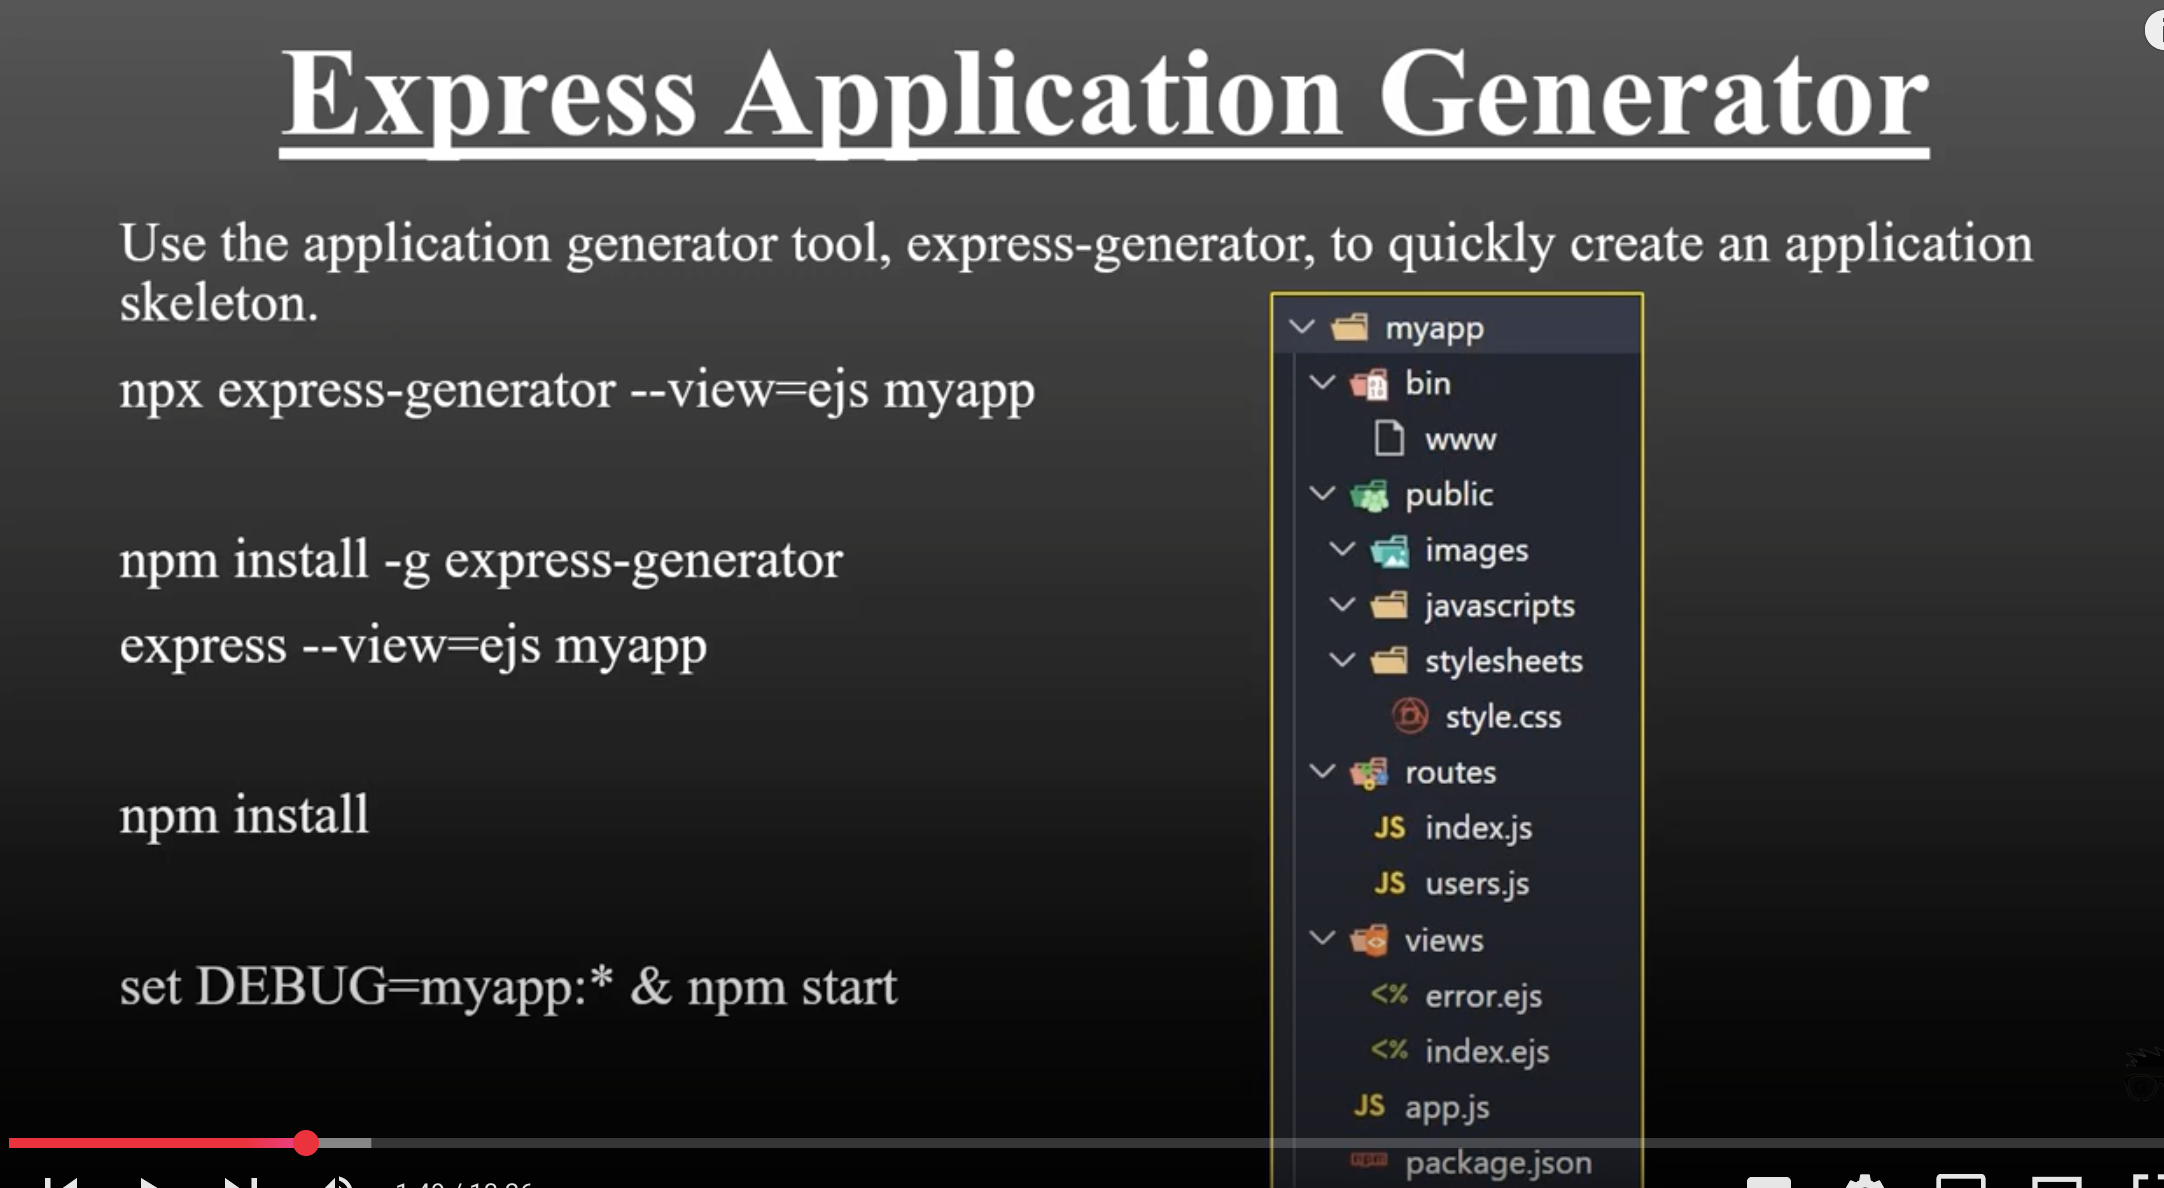 Express Application Generator
Use the application generator tool, express-generator, to quickly create an application
skeleton.
npx express-generator --view=ejs myapp
npm install -g express-generator
express --view=ejs myapp
npm install
set DEBUG=myapp:* & npm start
myapp
bin
www
public
images
javascripts
stylesheets
style.css
routes
JS index.js
JS users.js
views
<% error.ejs
<% index.ejs
JS app.js
npm package.json